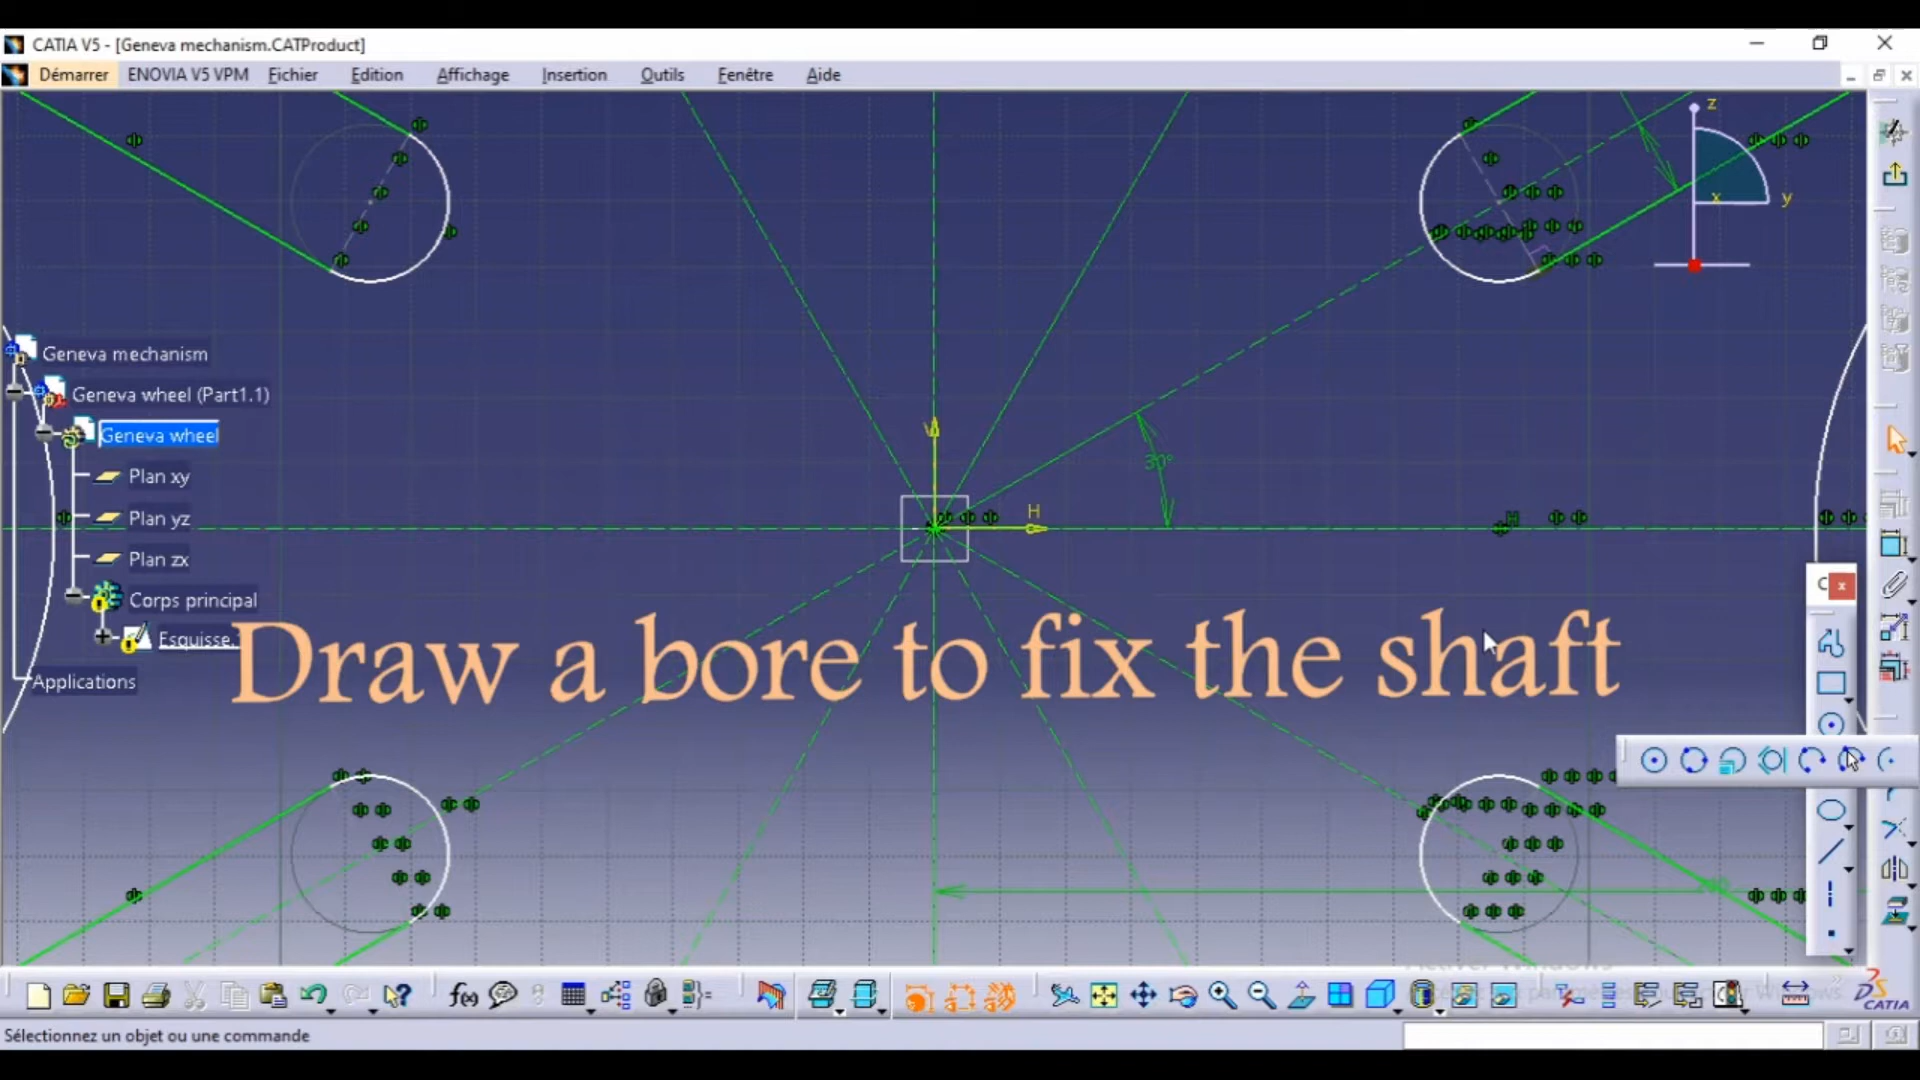 CATIA V5 - [Geneva mechanism.CATProduct]
Démarrer ENOVIA V5 VPM Fichier Edition Affichage Insertion Outils Fenêtre Aide
z
x y
Geneva mechanism
Geneva wheel (Part1.1)
Geneva wheel
Plan xy
Plan yz
Plan zx
Corps principal
Esquisse.
Applications
V
H
30°
H
Draw a bore to fix the shaft
C
f(x)
CATIA
Sélectionnez un objet ou une commande